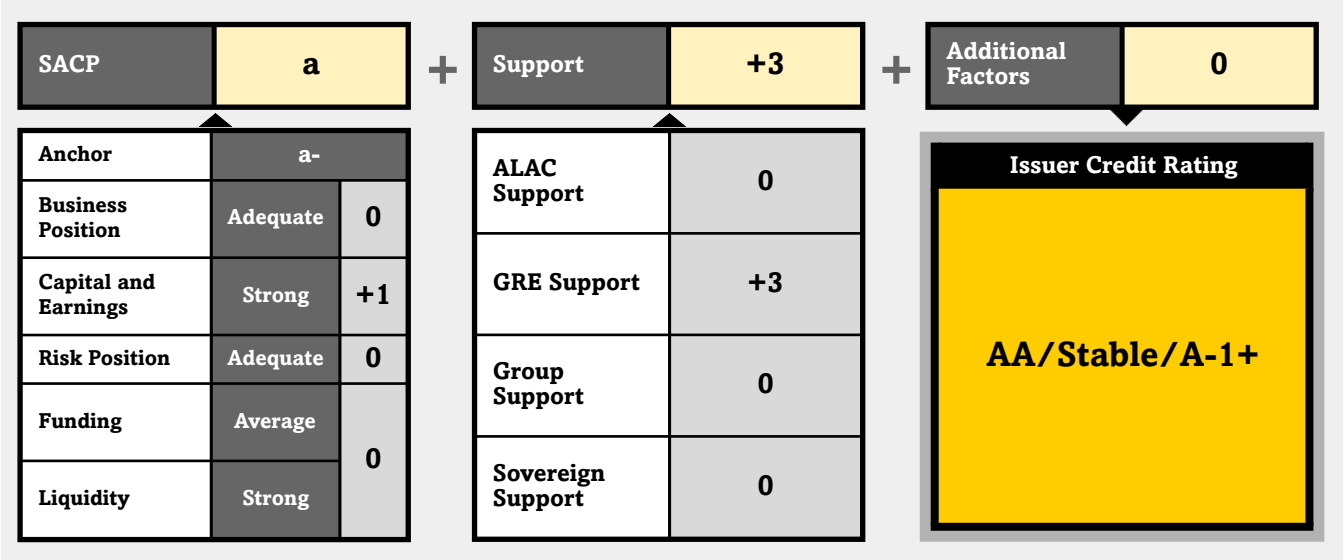 SACP
a
+
Support
+3
+
Additional
Factors
0
Anchor
a-
Business
Position
Adequate
0
Capital and
Earnings
Strong
+1
Risk Position
Adequate
0
Funding
Average
0
Liquidity
Strong
ALAC
Support
0
GRE Support
+3
Group
Support
0
Sovereign
Support
0
Issuer Credit Rating
AA/Stable/A-1+